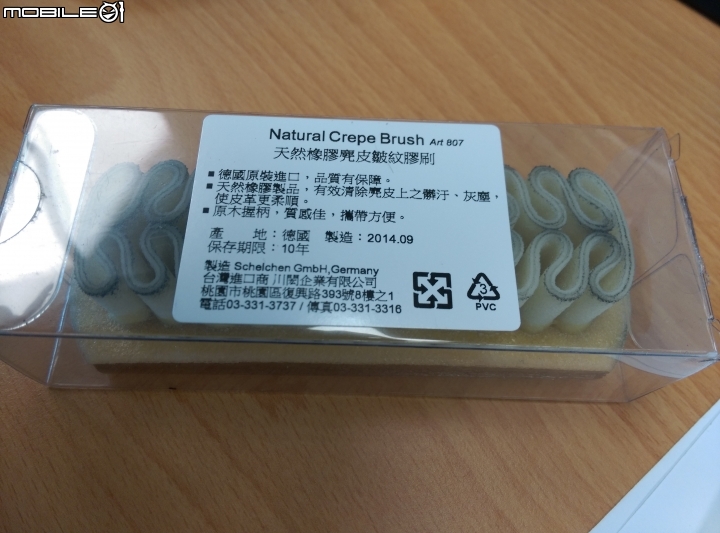 MOBILE01
Natural Crepe Brush Art 807
天然橡膠麂皮皺紋膠刷
■ 德國原裝進口，品質有保障。
■ 天然橡膠製品，有效清除麂皮上之髒汙、灰塵，
使皮革更柔順。
■ 原木握柄，質感佳，攜帶方便。
產 地：德國 製造：2014.09
保存期限：10年
製造 Schelchen GmbH,Germany
台灣進口商 川閔企業有限公司
桃園市桃園區復興路393號8樓之1
電話03-331-3737 / 傳真03-331-3316
3
PVC